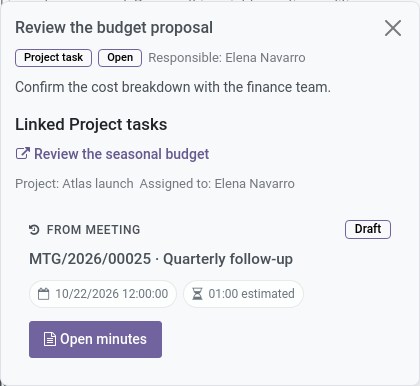 Review the budget proposal
Project task Open Responsible: Elena Navarro
Confirm the cost breakdown with the finance team.
Linked Project tasks
Review the seasonal budget
Project: Atlas launch Assigned to: Elena Navarro
FROM MEETING Draft
MTG/2026/00025 · Quarterly follow-up
10/22/2026 12:00:00 01:00 estimated
Open minutes